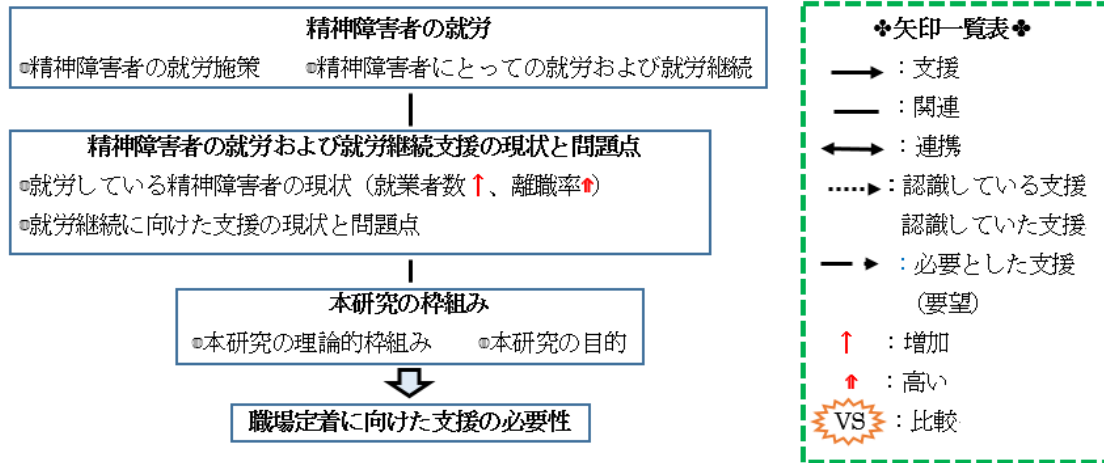 精神障害者の就労
精神障害者の就労施策 精神障害者にとっての就労および就労継続
精神障害者の就労および就労継続支援の現状と問題点
就労している精神障害者の現状（就業者数↑、離職率⇑）
就労継続に向けた支援の現状と問題点
本研究の枠組み
本研究の理論的枠組み 本研究の目的
職場定着に向けた支援の必要性
✤矢印一覧表✤
：支援
：関連
：連携
：認識している支援
認識していた支援
：必要とした支援
(要望)
↑：増加
⇑：高い
VS：比較